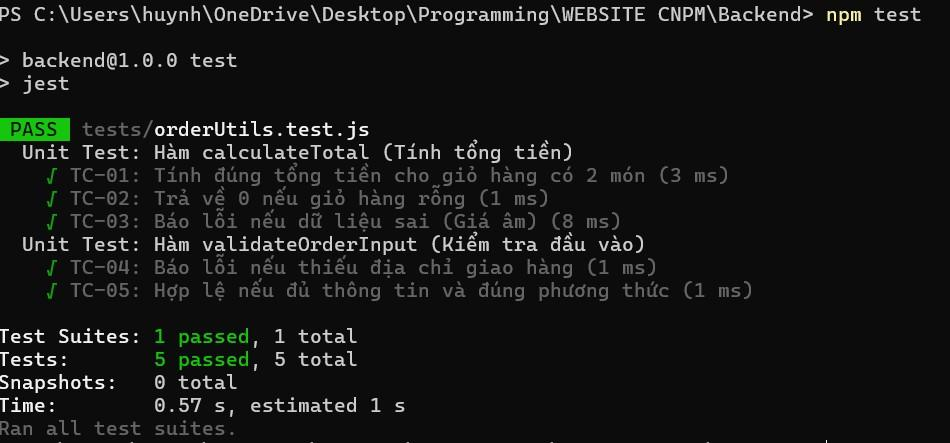 PS C:\Users\huynh\OneDrive\Desktop\Programming\WEBSITE CNPM\Backend> npm test
> backend@1.0.0 test
> jest
PASS tests/orderUtils.test.js
Unit Test: Hàm calculateTotal (Tính tổng tiền)
√ TC-01: Tính đúng tổng tiền cho giỏ hàng có 2 món (3 ms)
√ TC-02: Trả về 0 nếu giỏ hàng rỗng (1 ms)
√ TC-03: Báo lỗi nếu dữ liệu sai (Giá âm) (8 ms)
Unit Test: Hàm validateOrderInput (Kiểm tra đầu vào)
√ TC-04: Báo lỗi nếu thiếu địa chỉ giao hàng (1 ms)
√ TC-05: Hợp lệ nếu đủ thông tin và đúng phương thức (1 ms)
Test Suites: 1 passed, 1 total
Tests: 5 passed, 5 total
Snapshots: 0 total
Time: 0.57 s, estimated 1 s
Ran all test suites.